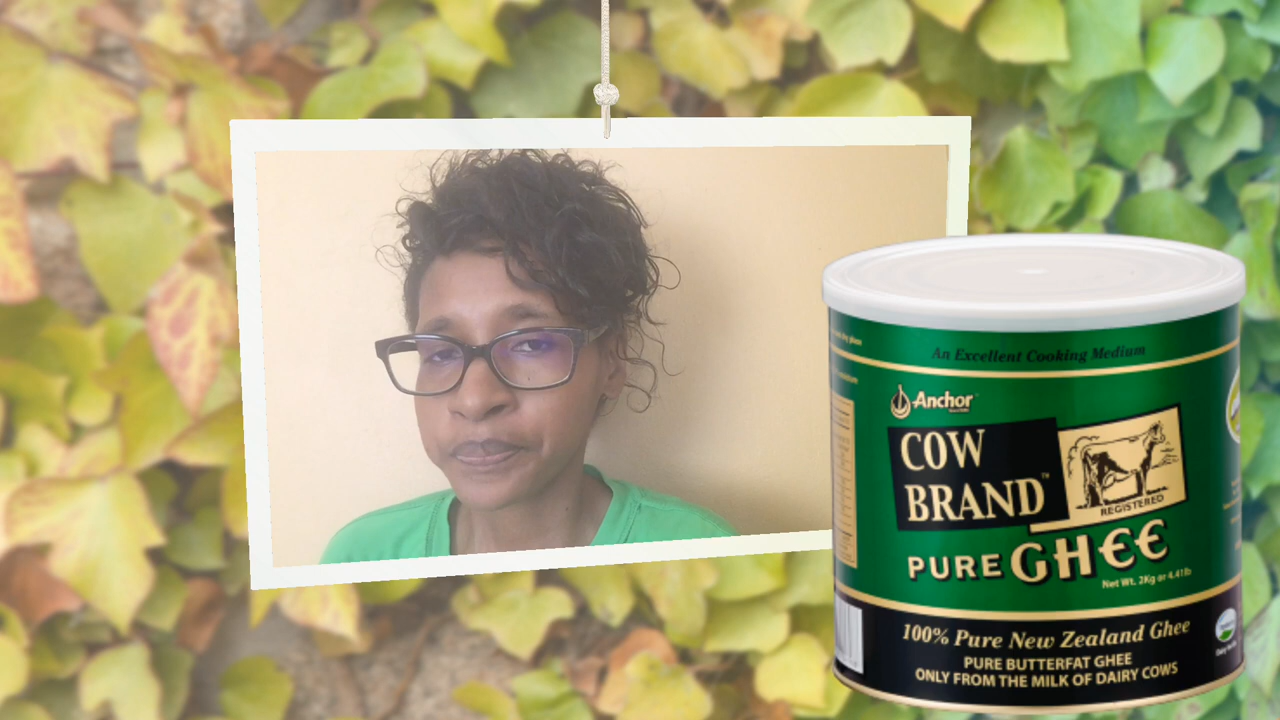 An Excellent Cooking Medium
Anchor
COW
BRAND™
REGISTERED
PURE GHEE
Net Wt. 2Kg or 4.41lb
100% Pure New Zealand Ghee
PURE BUTTERFAT GHEE
ONLY FROM THE MILK OF DAIRY COWS